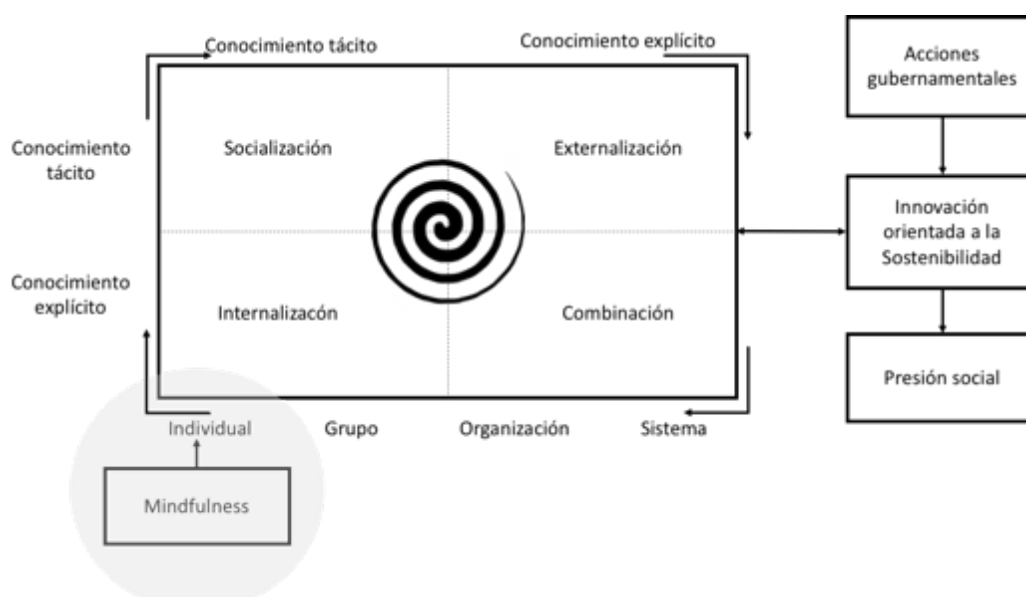 Conocimiento tácito
Conocimiento explícito
Acciones
gubernamentales
Conocimiento
tácito
Socialización
Externalización
Innovación
orientada a la
Sostenibilidad
Conocimiento
explícito
Internalizacón
Combinación
Presión social
Individual
Grupo
Organización
Sistema
Mindfulness